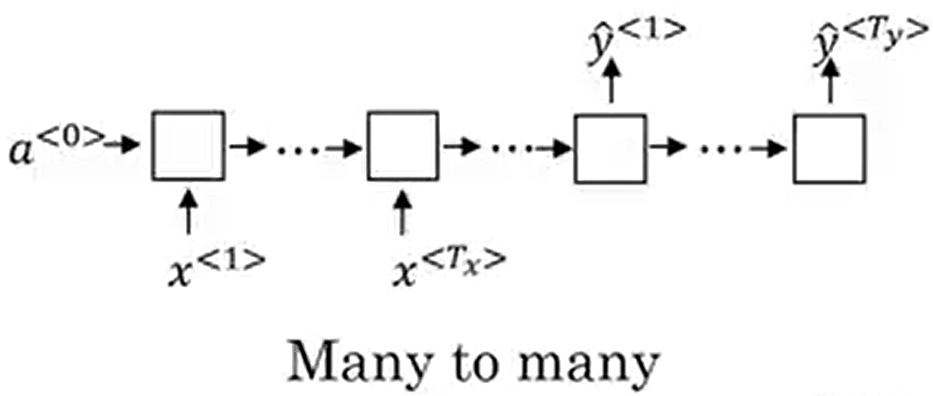 ŷ<1> ŷ<Ty>
a<0> ... ... ...
x<1> x<Tx>
Many to many